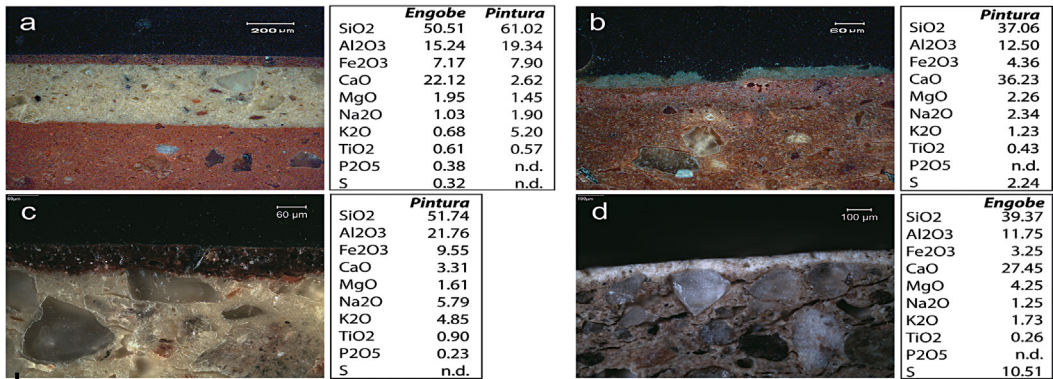 a
200 µm
Engobe Pintura
SiO2 50.51 61.02
Al2O3 15.24 19.34
Fe2O3 7.17 7.90
CaO 22.12 2.62
MgO 1.95 1.45
Na2O 1.03 1.90
K2O 0.68 5.20
TiO2 0.61 0.57
P2O5 0.38 n.d.
S 0.32 n.d.
b
60 µm
Pintura
SiO2 37.06
Al2O3 12.50
Fe2O3 4.36
CaO 36.23
MgO 2.26
Na2O 2.34
K2O 1.23
TiO2 0.43
P2O5 n.d.
S 2.24
c
60 µm
Pintura
SiO2 51.74
Al2O3 21.76
Fe2O3 9.55
CaO 3.31
MgO 1.61
Na2O 5.79
K2O 4.85
TiO2 0.90
P2O5 0.23
S n.d.
d
100 µm
Engobe
SiO2 39.37
Al2O3 11.75
Fe2O3 3.25
CaO 27.45
MgO 4.25
Na2O 1.25
K2O 1.73
TiO2 0.26
P2O5 n.d.
S 10.51